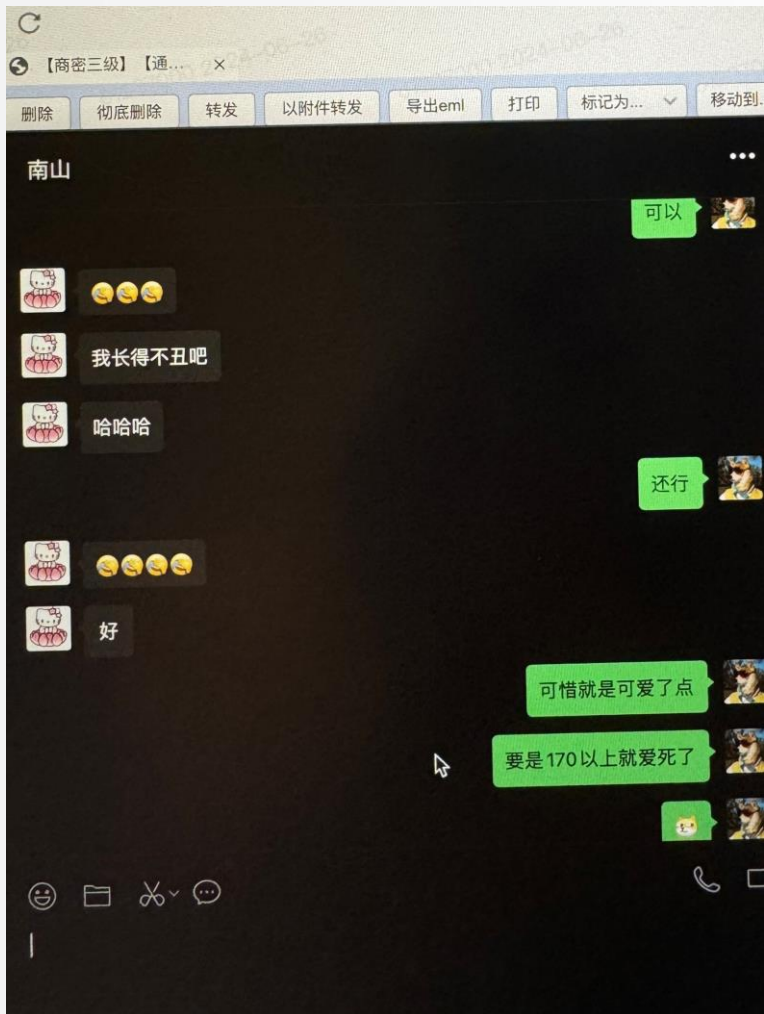 【商密三级】【通...
删除 彻底删除 转发 以附件转发 导出eml 打印 标记为... 移动到..
南山
可以
我长得不丑吧
哈哈哈
还行
好
可惜就是可爱了点
要是170以上就爱死了